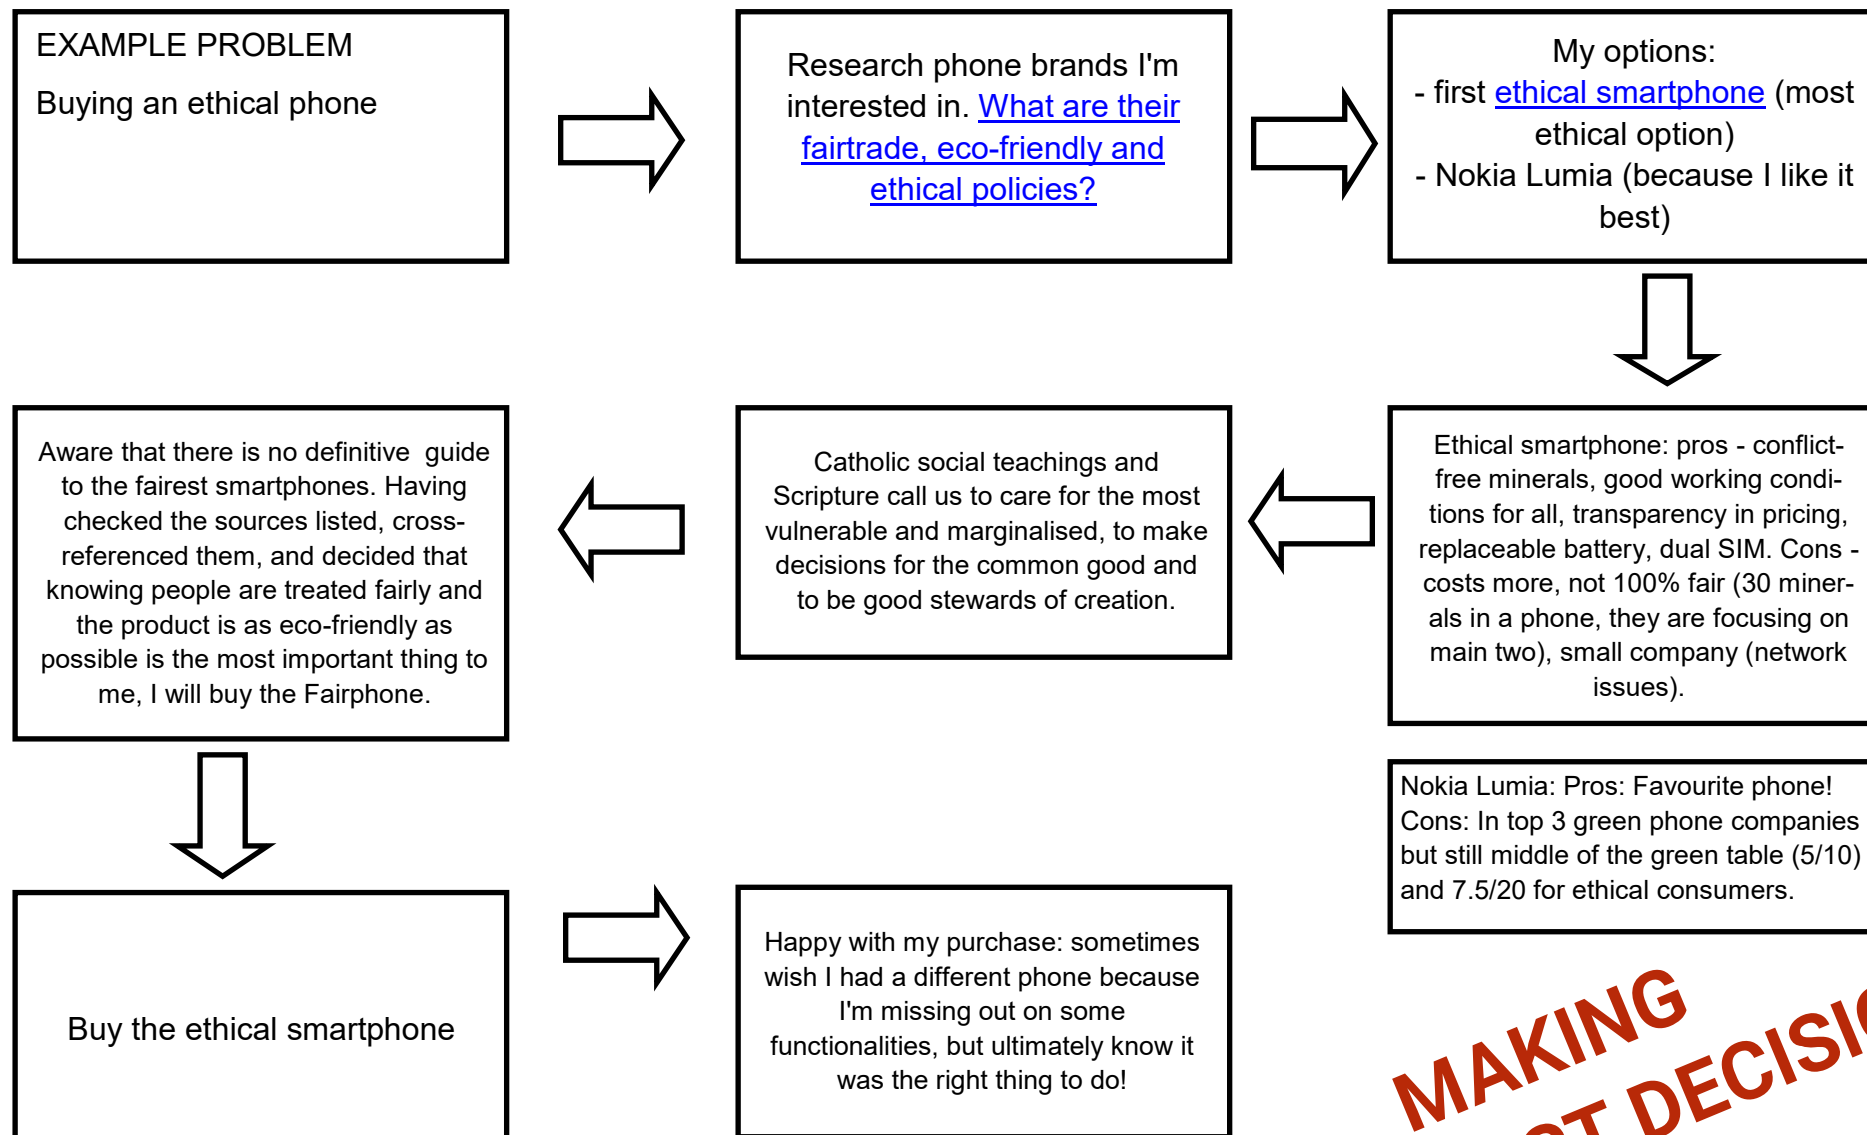 EXAMPLE PROBLEM
Buying an ethical phone
Research phone brands I'm
interested in. What are their
fairtrade, eco-friendly and
ethical policies?
My options:
- first ethical smartphone (most
ethical option)
- Nokia Lumia (because I like it
best)
Ethical smartphone: pros - conflict-
free minerals, good working condi-
tions for all, transparency in pricing,
replaceable battery, dual SIM. Cons -
costs more, not 100% fair (30 miner-
als in a phone, they are focusing on
main two), small company (network
issues).
Nokia Lumia: Pros: Favourite phone!
Cons: In top 3 green phone companies
but still middle of the green table (5/10)
and 7.5/20 for ethical consumers.
Catholic social teachings and
Scripture call us to care for the most
vulnerable and marginalised, to make
decisions for the common good and
to be good stewards of creation.
Aware that there is no definitive  guide
to the fairest smartphones. Having
checked the sources listed, cross-
referenced them, and decided that
knowing people are treated fairly and
the product is as eco-friendly as
possible is the most important thing to
me, I will buy the Fairphone.
Buy the ethical smartphone
Happy with my purchase: sometimes
wish I had a different phone because
I'm missing out on some
functionalities, but ultimately know it
was the right thing to do!
MAKING